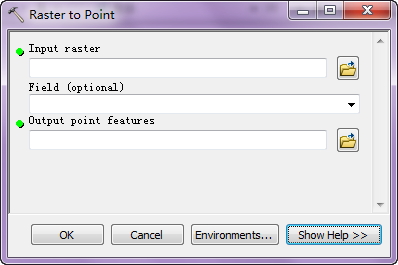 Raster to Point
Input raster
Field (optional)
Output point features
OK
Cancel
Environments...
Show Help >>